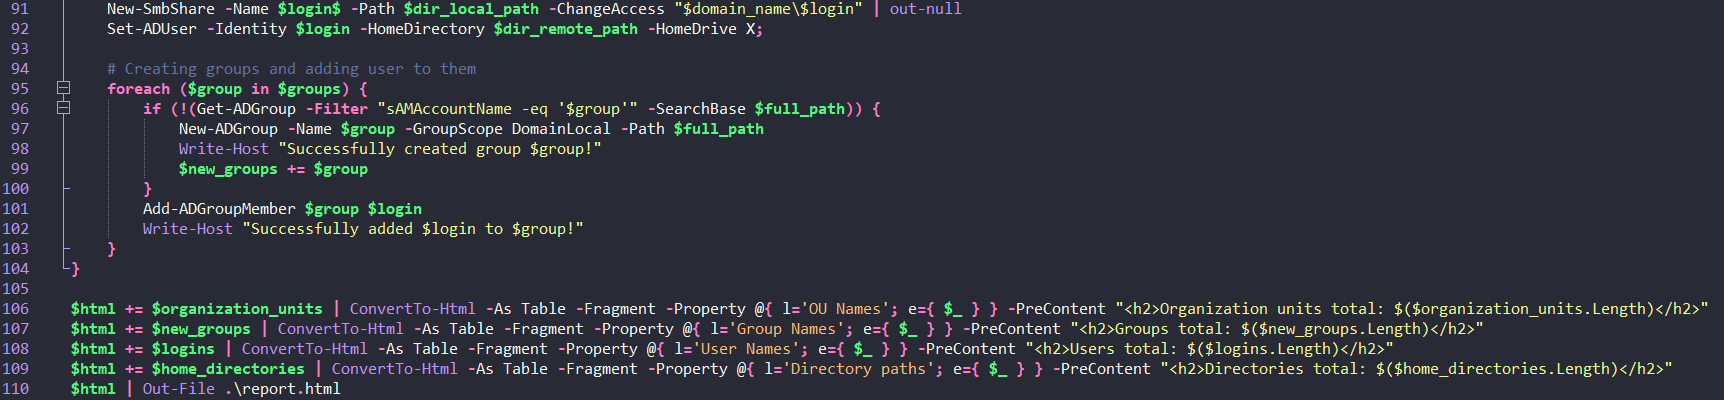 91 New-SmbShare -Name $login$ -Path $dir_local_path -ChangeAccess "$domain_name\$login" | out-null
92 Set-ADUser -Identity $login -HomeDirectory $dir_remote_path -HomeDrive X;
93
94 # Creating groups and adding user to them
95 foreach ($group in $groups) {
96 if (!(Get-ADGroup -Filter "sAMAccountName -eq '$group'" -SearchBase $full_path)) {
97 New-ADGroup -Name $group -GroupScope DomainLocal -Path $full_path
98 Write-Host "Successfully created group $group!"
99 $new_groups += $group
100 }
101 Add-ADGroupMember $group $login
102 Write-Host "Successfully added $login to $group!"
103 }
104 }
105
106 $html += $organization_units | ConvertTo-Html -As Table -Fragment -Property @{ l='OU Names'; e={ $_ } } -PreContent "<h2>Organization units total: $($organization_units.Length)</h2>"
107 $html += $new_groups | ConvertTo-Html -As Table -Fragment -Property @{ l='Group Names'; e={ $_ } } -PreContent "<h2>Groups total: $($new_groups.Length)</h2>"
108 $html += $logins | ConvertTo-Html -As Table -Fragment -Property @{ l='User Names'; e={ $_ } } -PreContent "<h2>Users total: $($logins.Length)</h2>"
109 $html += $home_directories | ConvertTo-Html -As Table -Fragment -Property @{ l='Directory paths'; e={ $_ } } -PreContent "<h2>Directories total: $($home_directories.Length)</h2>"
110 $html | Out-File .\report.html